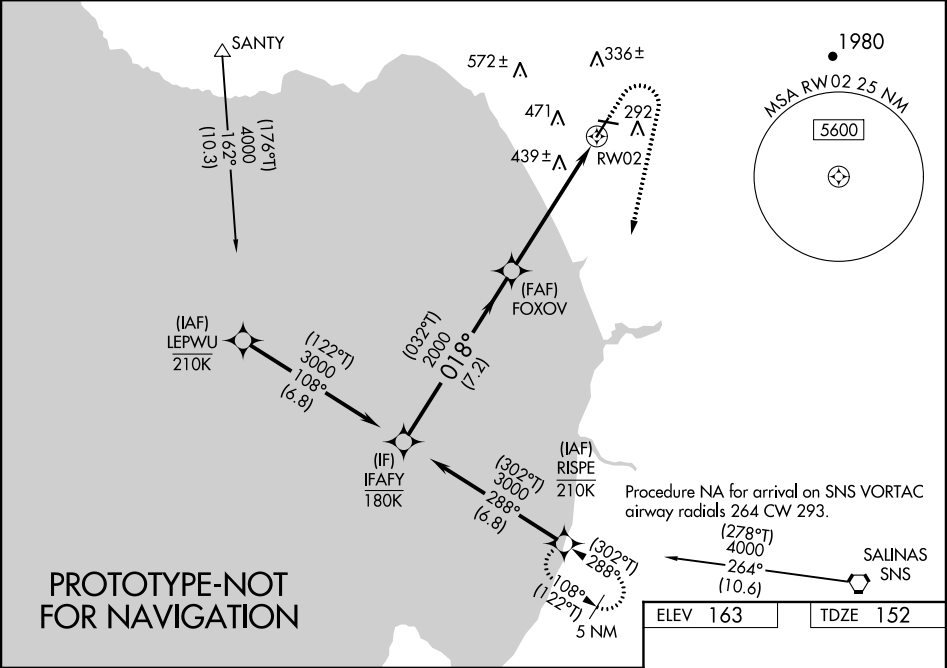 SANTY
(176°T)
4000
162°
(10.3)
572±
336±
471
292
439±
RW02
1980
MSA RW02 25 NM
5600
(FAF)
FOXOV
(IAF)
LEPWU
210K
(122°T)
3000
108°
(6.8)
(032°T)
2000
018°
(7.2)
(IF)
IFAFY
180K
(302°T)
3000
288°
(6.8)
(IAF)
RISPE
210K
Procedure NA for arrival on SNS VORTAC
airway radials 264 CW 293.
(278°T)
4000
264°
(10.6)
SALINAS
SNS
(302°T)
288°
108°
(122°T)
5 NM
PROTOTYPE-NOT
FOR NAVIGATION
ELEV 163
TDZE 152